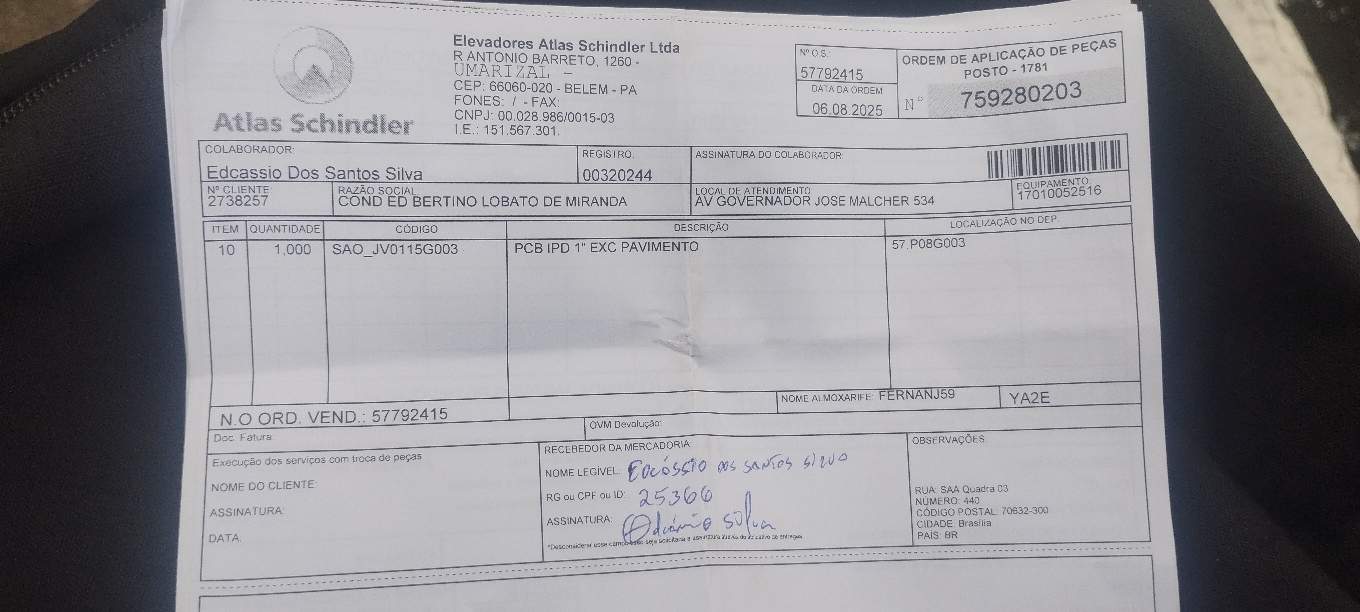 Atlas Schindler
Elevadores Atlas Schindler Ltda
R ANTONIO BARRETO, 1260 -
UMARIZAL -
CEP: 66060-020 - BELEM - PA
FONES: / - FAX:
CNPJ: 00.028.986/0015-03
I.E.: 151.567.301.
Nº O.S.:
57792415
DATA DA ORDEM
06.08.2025
ORDEM DE APLICAÇÃO DE PEÇAS
POSTO - 1781
N° 759280203
COLABORADOR:
Edcassio Dos Santos Silva
REGISTRO:
00320244
ASSINATURA DO COLABORADOR:
Nº CLIENTE:
2738257
RAZÃO SOCIAL
COND ED BERTINO LOBATO DE MIRANDA
LOCAL DE ATENDIMENTO
AV GOVERNADOR JOSE MALCHER 534
EQUIPAMENTO:
17010052516
ITEM QUANTIDADE CÓDIGO DESCRIÇÃO LOCALIZAÇÃO NO DEP.
10 1,000 SAO_JV0115G003 PCB IPD 1" EXC PAVIMENTO 57.P08G003
NOME ALMOXARIFE: FERNANJ59 YA2E
N.O ORD. VEND.: 57792415
Doc. Fatura:
OVM Devolução:
Execução dos serviços com troca de peças
NOME DO CLIENTE:
ASSINATURA:
DATA:
RECEBEDOR DA MERCADORIA:
NOME LEGÍVEL: Edcássio dos santos silva
RG ou CPF ou ID: 25366
ASSINATURA: silva
*Desconsiderar esse campo
OBSERVAÇÕES:
RUA: SAA Quadra 03
NÚMERO: 440
CÓDIGO POSTAL: 70632-300
CIDADE: Brasília
PAÍS: BR